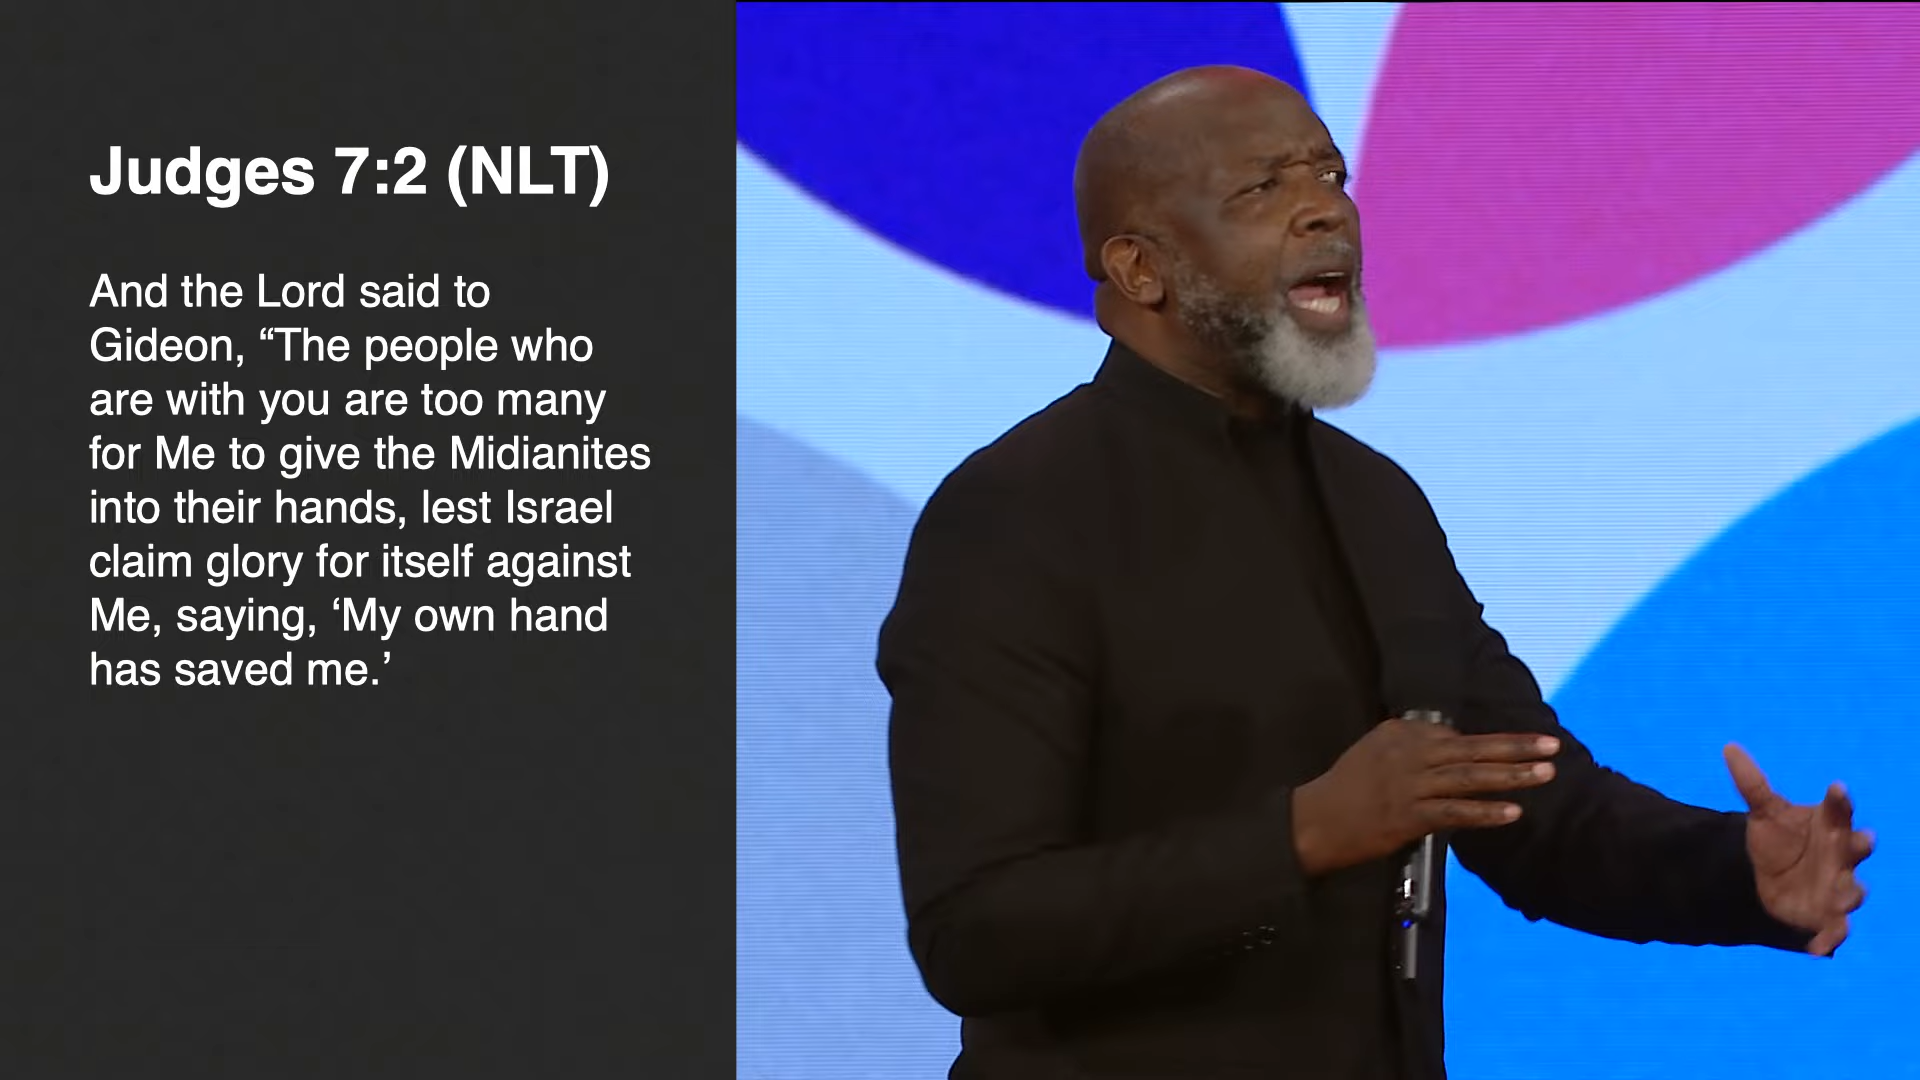 Judges 7:2 (NLT)
And the Lord said to
Gideon, “The people who
are with you are too many
for Me to give the Midianites
into their hands, lest Israel
claim glory for itself against
Me, saying, ‘My own hand
has saved me.’